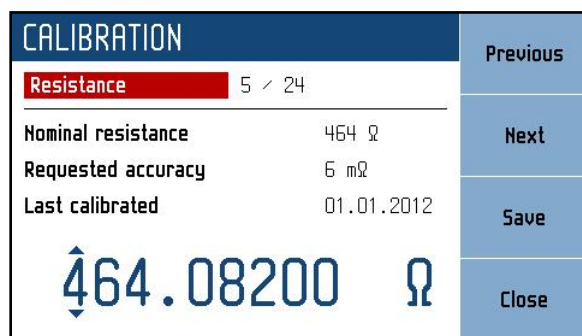 CALIBRATION
Resistance 5 / 24
Nominal resistance 464 Ω
Requested accuracy 6 mΩ
Last calibrated 01.01.2012
464.08200 Ω
Previous
Next
Save
Close